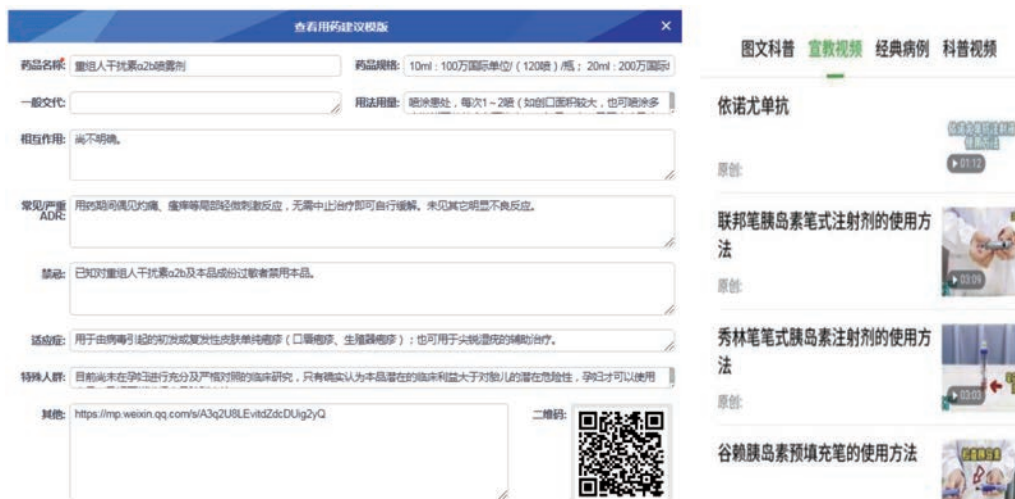 查看用药建议模版
×
药品名称: 重组人干扰素α2b喷雾剂
药品规格: 10ml：100万国际单位/（120喷）/瓶；20ml：200万国际
一般交代:
用法用量: 喷涂患处，每次1~2喷（如创口面积较大，也可喷涂多
相互作用: 尚不明确。
常见/严重
ADR:
用药期间偶见灼痛、瘙痒等局部轻微刺激反应，无需中止治疗即可自行缓解。未见其它明显不良反应。
禁忌: 已知对重组人干扰素α2b及本品成份过敏者禁用本品。
适应症: 用于由病毒引起的初发或复发性皮肤单纯疱疹（口唇疱疹、生殖器疱疹）；也可用于尖锐湿疣的辅助治疗。
特殊人群: 目前尚未在孕妇进行充分及严格对照的临床研究，只有确实认为本品潜在的临床利益大于对胎儿的潜在危险性，孕妇才可以使用
其他: https://mp.weixin.qq.com/s/A3q2U8LEvitdZdcDUig2yQ
二维码:
图文科普 宣教视频 经典病例 科普视频
依诺尤单抗
原创:
使用方法
01:12
联邦笔胰岛素笔式注射剂的使用方
法
原创:
03:09
秀林笔笔式胰岛素注射剂的使用方
法
原创:
03:03
谷赖胰岛素预填充笔的使用方法